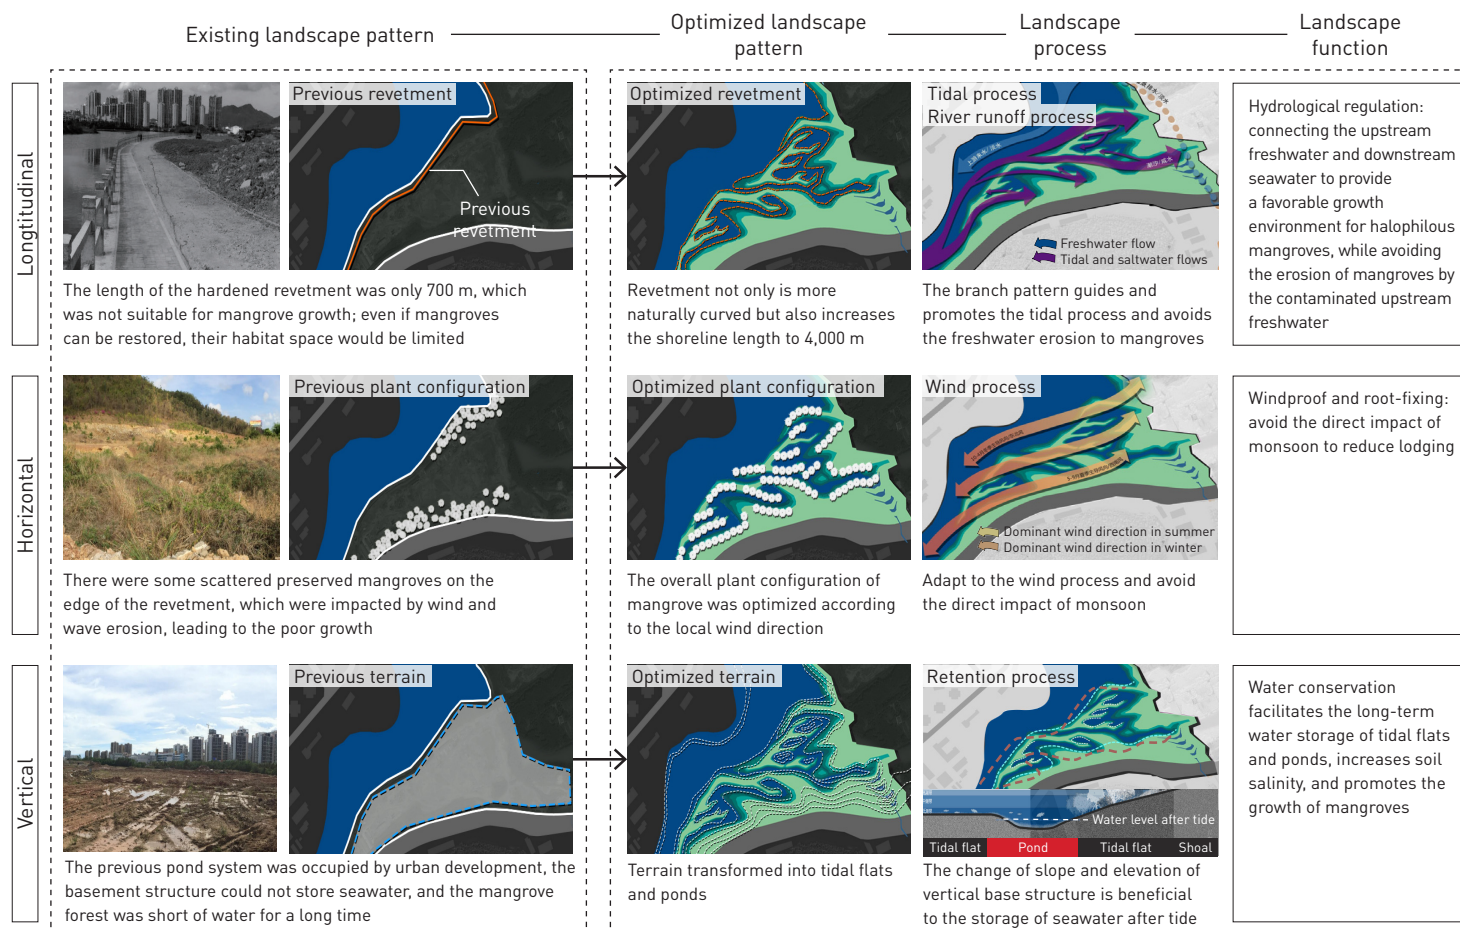 Existing landscape pattern
Optimized landscape
pattern
Landscape
process
Landscape
function
Longtitudinal
Previous revetment
Previous
revetment
The length of the hardened revetment was only 700 m, which
was not suitable for mangrove growth; even if mangroves
can be restored, their habitat space would be limited
Optimized revetment
Revetment not only is more
naturally curved but also increases
the shoreline length to 4,000 m
Tidal process
River runoff process
Freshwater flow
Tidal and saltwater flows
The branch pattern guides and
promotes the tidal process and avoids
the freshwater erosion to mangroves
Hydrological regulation:
connecting the upstream
freshwater and downstream
seawater to provide
a favorable growth
environment for halophilous
mangroves, while avoiding
the erosion of mangroves by
the contaminated upstream
freshwater
Horizontal
Previous plant configuration
There were some scattered preserved mangroves on the
edge of the revetment, which were impacted by wind and
wave erosion, leading to the poor growth
Optimized plant configuration
The overall plant configuration of
mangrove was optimized according
to the local wind direction
Wind process
Dominant wind direction in summer
Dominant wind direction in winter
Adapt to the wind process and avoid
the direct impact of monsoon
Windproof and root-fixing:
avoid the direct impact of
monsoon to reduce lodging
Vertical
Previous terrain
The previous pond system was occupied by urban development, the
basement structure could not store seawater, and the mangrove
forest was short of water for a long time
Optimized terrain
Terrain transformed into tidal flats
and ponds
Retention process
Water level after tide
Tidal flat
Pond
Tidal flat
Shoal
The change of slope and elevation of
vertical base structure is beneficial
to the storage of seawater after tide
Water conservation
facilitates the long-term
water storage of tidal flats
and ponds, increases soil
salinity, and promotes the
growth of mangroves